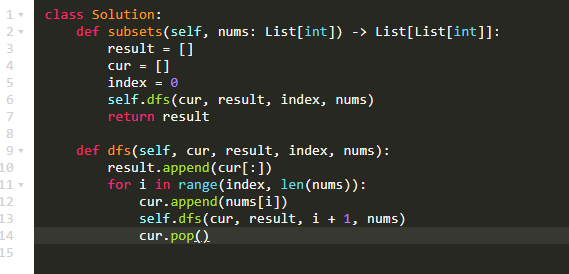 1 class Solution:
2     def subsets(self, nums: List[int]) -> List[List[int]]:
3         result = []
4         cur = []
5         index = 0
6         self.dfs(cur, result, index, nums)
7         return result
8
9     def dfs(self, cur, result, index, nums):
10         result.append(cur[:])
11         for i in range(index, len(nums)):
12             cur.append(nums[i])
13             self.dfs(cur, result, i + 1, nums)
14             cur.pop()
15